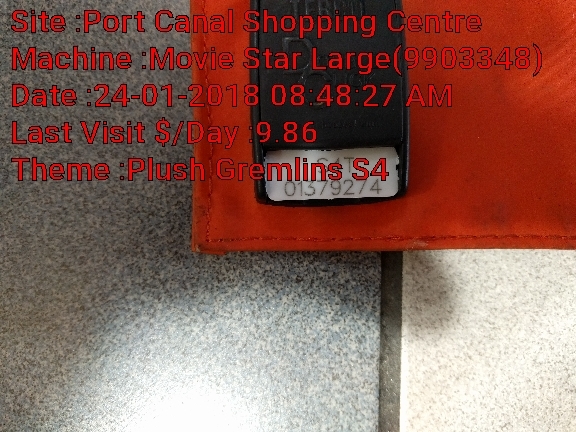 Site :Port Canal Shopping Centre
Machine :Movie Star Large(9903348)
Date :24-01-2018 08:48:27 AM
Last Visit $/Day :9.86
Theme :Plush Gremlins S4
01379274